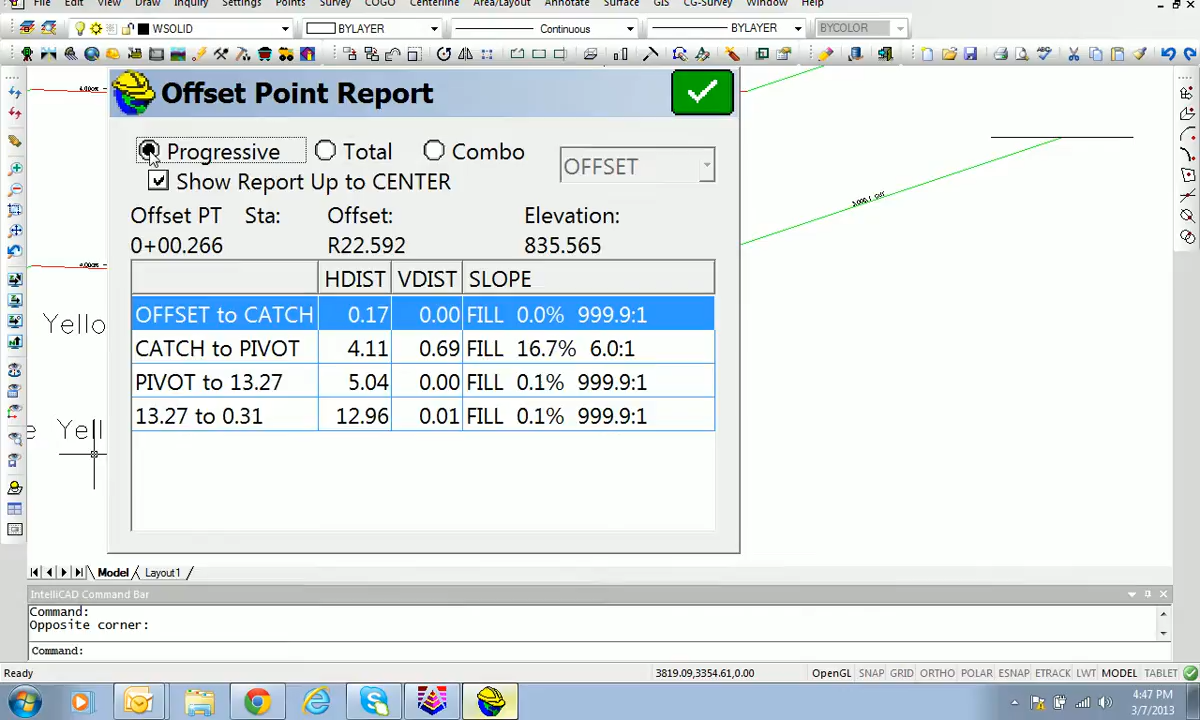 File Edit View Draw Inquiry Settings Points Survey COGO Centerline Area/Layout Annotate Surface GIS CG-Survey Window Help
WSOLID BYLAYER Continuous BYLAYER BYCOLOR
Offset Point Report
Progressive Total Combo OFFSET
Show Report Up to CENTER
Offset PT Sta: Offset: Elevation:
0+00.266 R22.592 835.565
HDIST VDIST SLOPE
OFFSET to CATCH 0.17 0.00 FILL 0.0% 999.9:1
CATCH to PIVOT 4.11 0.69 FILL 16.7% 6.0:1
PIVOT to 13.27 5.04 0.00 FILL 0.1% 999.9:1
13.27 to 0.31 12.96 0.01 FILL 0.1% 999.9:1
Yello
e Yell
Model Layout1
IntelliCAD Command Bar
Command:
Opposite corner:
Command:
Ready 3819.09,3354.61,0.00 OpenGL SNAP GRID ORTHO POLAR ESNAP ETRACK LWT MODEL TABLET
4:47 PM
3/7/2013